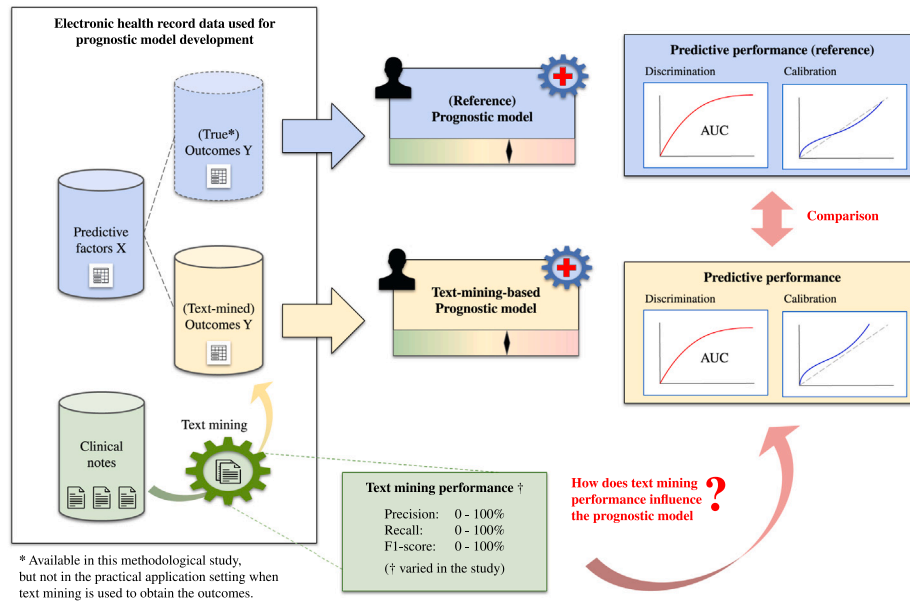 Electronic health record data used for
prognostic model development
(True*)
Outcomes Y
Predictive
factors X
(Text-mined)
Outcomes Y
Text mining
Clinical
notes
* Available in this methodological study,
but not in the practical application setting when
text mining is used to obtain the outcomes.
(Reference)
Prognostic model
Text-mining-based
Prognostic model
Text mining performance †
Precision: 0 - 100%
Recall: 0 - 100%
F1-score: 0 - 100%
(† varied in the study)
Predictive performance (reference)
Discrimination
Calibration
AUC
Comparison
Predictive performance
Discrimination
Calibration
AUC
How does text mining
performance influence
the prognostic model
?